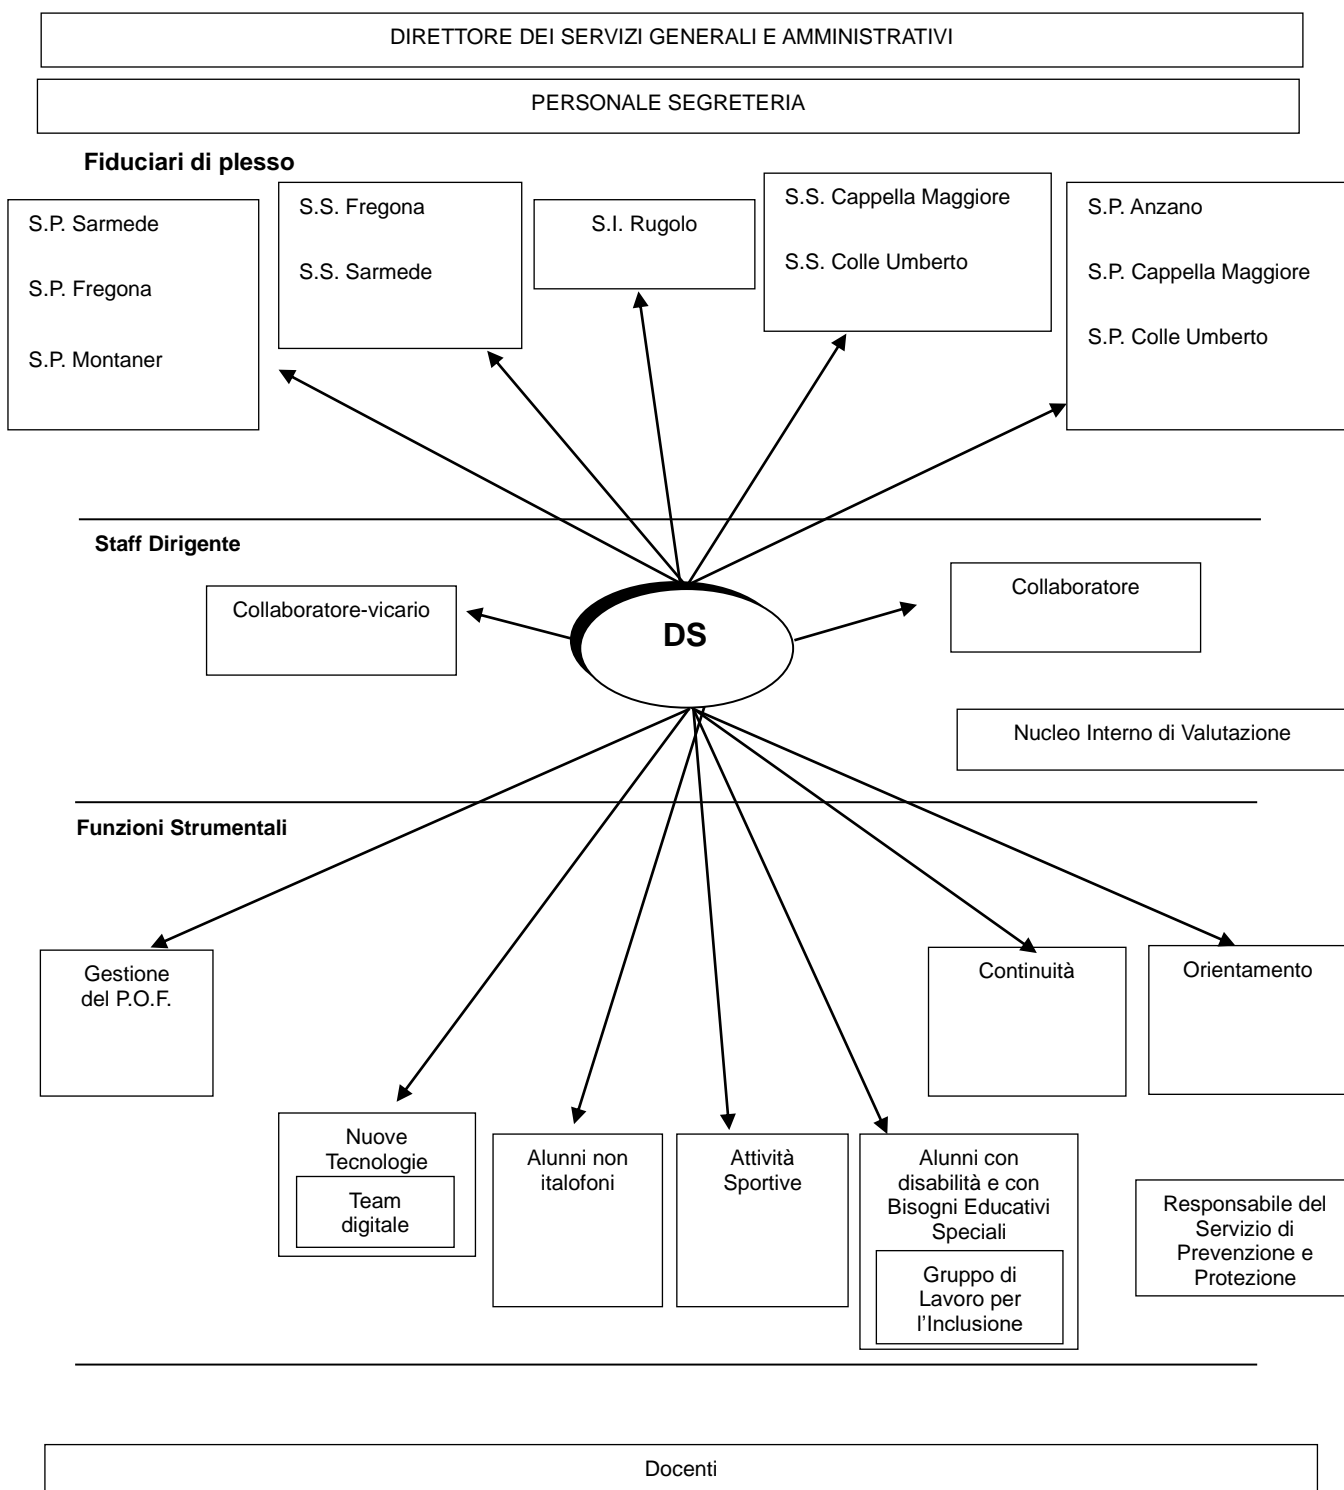 DIRETTORE DEI SERVIZI GENERALI E AMMINISTRATIVI
PERSONALE SEGRETERIA
Fiduciari di plesso
S.P. Sarmede
S.P. Fregona
S.P. Montaner
S.S. Fregona
S.S. Sarmede
S.I. Rugolo
S.S. Cappella Maggiore
S.S. Colle Umberto
S.P. Anzano
S.P. Cappella Maggiore
S.P. Colle Umberto
Staff Dirigente
Collaboratore-vicario
DS
Collaboratore
Nucleo Interno di Valutazione
Funzioni Strumentali
Gestione
del P.O.F.
Continuità
Orientamento
Nuove
Tecnologie
Team
digitale
Alunni non
italofoni
Attività
Sportive
Alunni con
disabilità e con
Bisogni Educativi
Speciali
Gruppo di
Lavoro per
l’Inclusione
Responsabile del
Servizio di
Prevenzione e
Protezione
Docenti